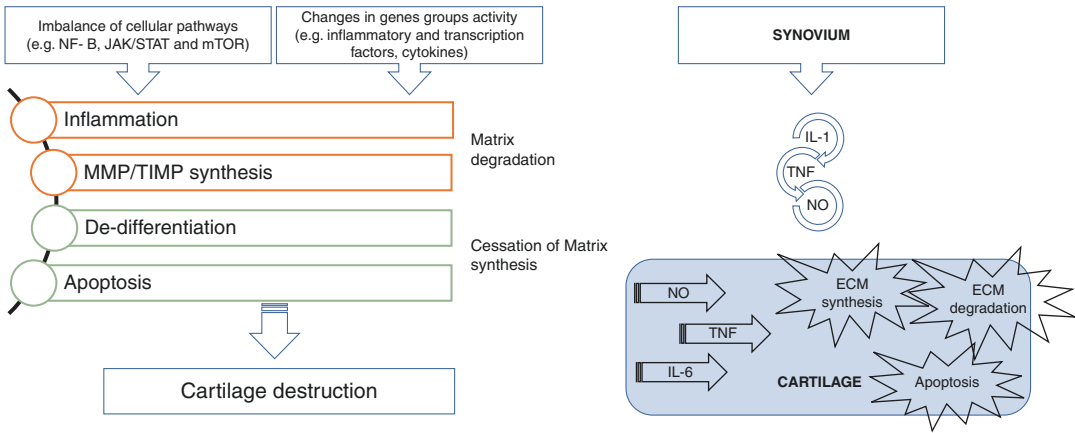 Imbalance of cellular pathways
(e.g. NF- B, JAK/STAT and mTOR)
Changes in genes groups activity
(e.g. inflammatory and transcription
factors, cytokines)
Inflammation
MMP/TIMP synthesis
Matrix
degradation
De-differentiation
Apoptosis
Cessation of Matrix
synthesis
Cartilage destruction
SYNOVIUM
IL-1
TNF
NO
NO
TNF
IL-6
ECM
synthesis
ECM
degradation
CARTILAGE
Apoptosis